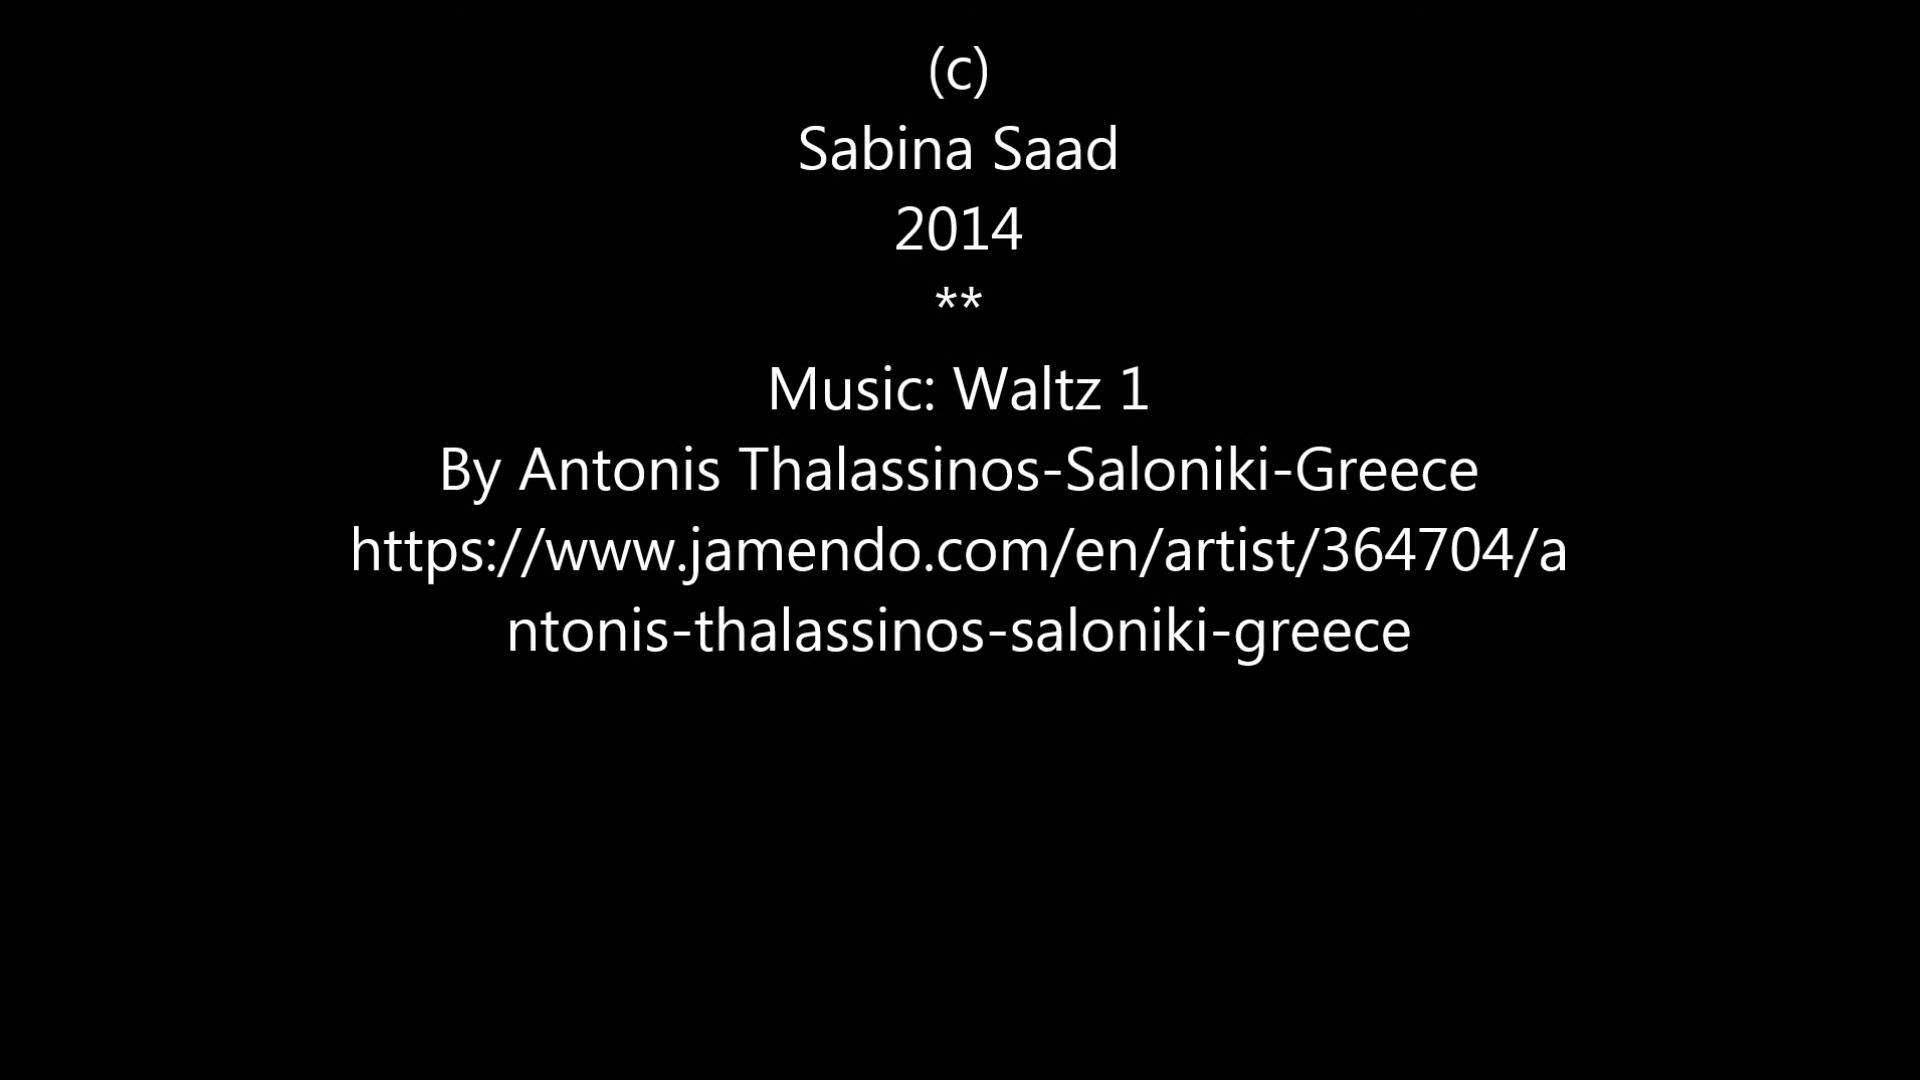 (c)
Sabina Saad
2014
**
Music: Waltz 1
By Antonis Thalassinos-Saloniki-Greece
https://www.jamendo.com/en/artist/364704/a
ntonis-thalassinos-saloniki-greece